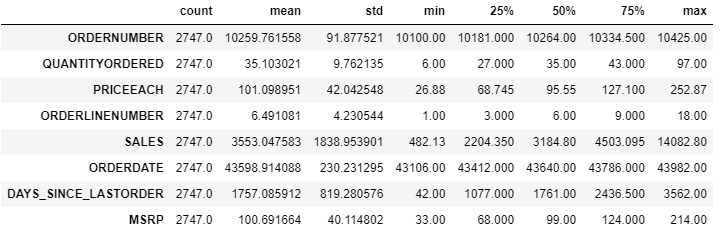 count mean std min 25% 50% 75% max
ORDERNUMBER 2747.0 10259.761558 91.877521 10100.00 10181.000 10264.00 10334.500 10425.00
QUANTITYORDERED 2747.0 35.103021 9.762135 6.00 27.000 35.00 43.000 97.00
PRICEEACH 2747.0 101.098951 42.042548 26.88 68.745 95.55 127.100 252.87
ORDERLINENUMBER 2747.0 6.491081 4.230544 1.00 3.000 6.00 9.000 18.00
SALES 2747.0 3553.047583 1838.953901 482.13 2204.350 3184.80 4503.095 14082.80
ORDERDATE 2747.0 43598.914088 230.231295 43106.00 43412.000 43640.00 43786.000 43982.00
DAYS_SINCE_LASTORDER 2747.0 1757.085912 819.280576 42.00 1077.000 1761.00 2436.500 3562.00
MSRP 2747.0 100.691664 40.114802 33.00 68.000 99.00 124.000 214.00